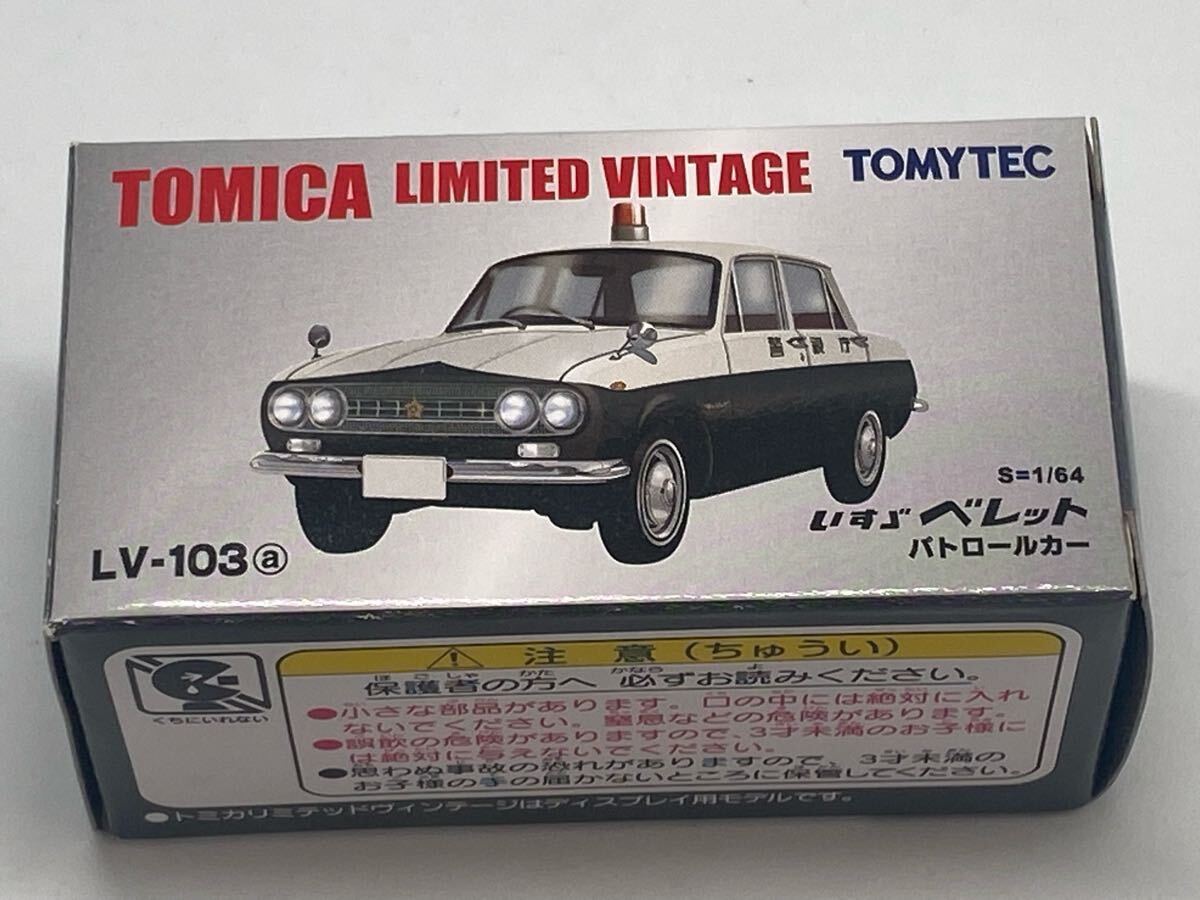 TOMICA LIMITED VINTAGE TOMYTEC
警視庁
S=1/64
いすゞ ベレット
パトロールカー
LV-103ⓐ
くちにいれない
注意(ちゅうい)
保護者の方へ 必ずお読みください。
●小さな部品があります。口の中には絶対に入れ
ないでください。窒息などの危険があります。
●誤飲の危険がありますので、3才未満のお子様に
は絶対に与えないでください。
●思わぬ事故の恐れがありますので、3才未満の
お子様の手の届かないところに保管してください。
●トミカリミテッドヴィンテージはディスプレイ用モデルです。